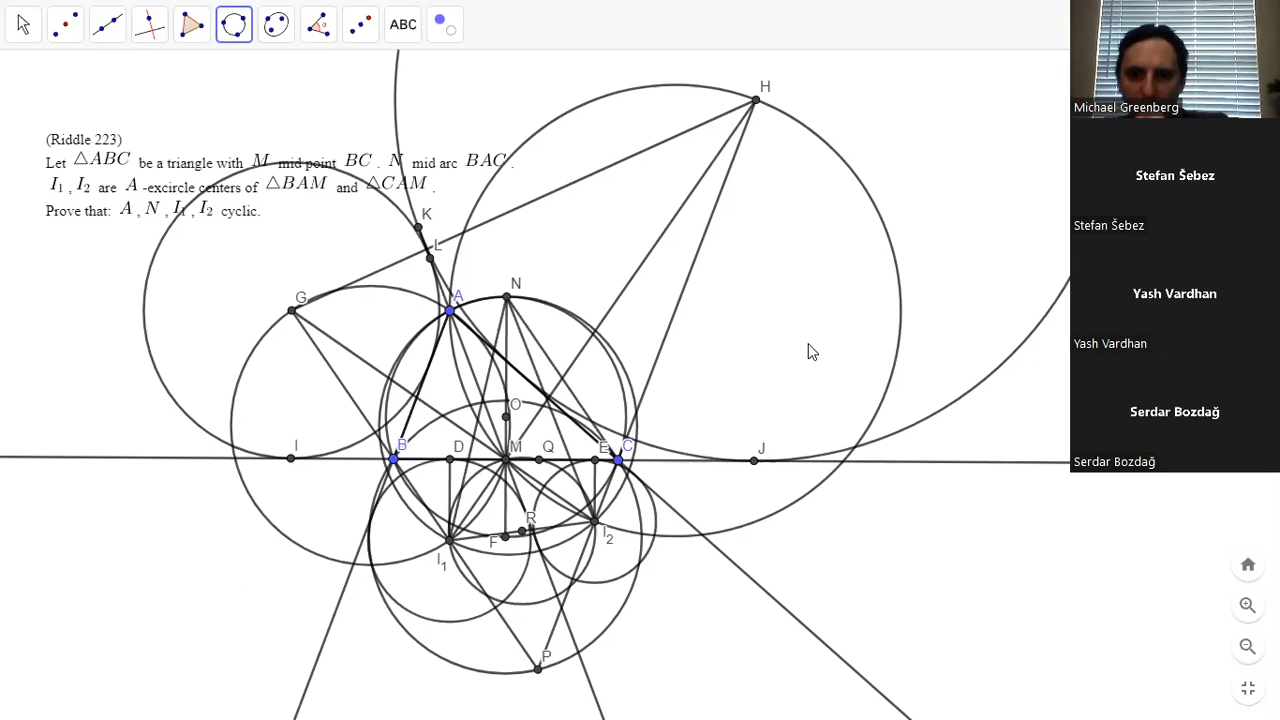 ABC
(Riddle 223)
Let △ABC be a triangle with M mid point BC . N mid arc BAC .
I₁ , I₂ are A -excircle centers of △BAM and △CAM .
Prove that: A , N , I₁ , I₂ cyclic.
H
K
L
G
A
N
O
I
B
D
M
Q
E
C
J
R
F
I₂
I₁
P
Michael Greenberg
Stefan Šebez
Stefan Šebez
Yash Vardhan
Yash Vardhan
Serdar Bozdağ
Serdar Bozdağ